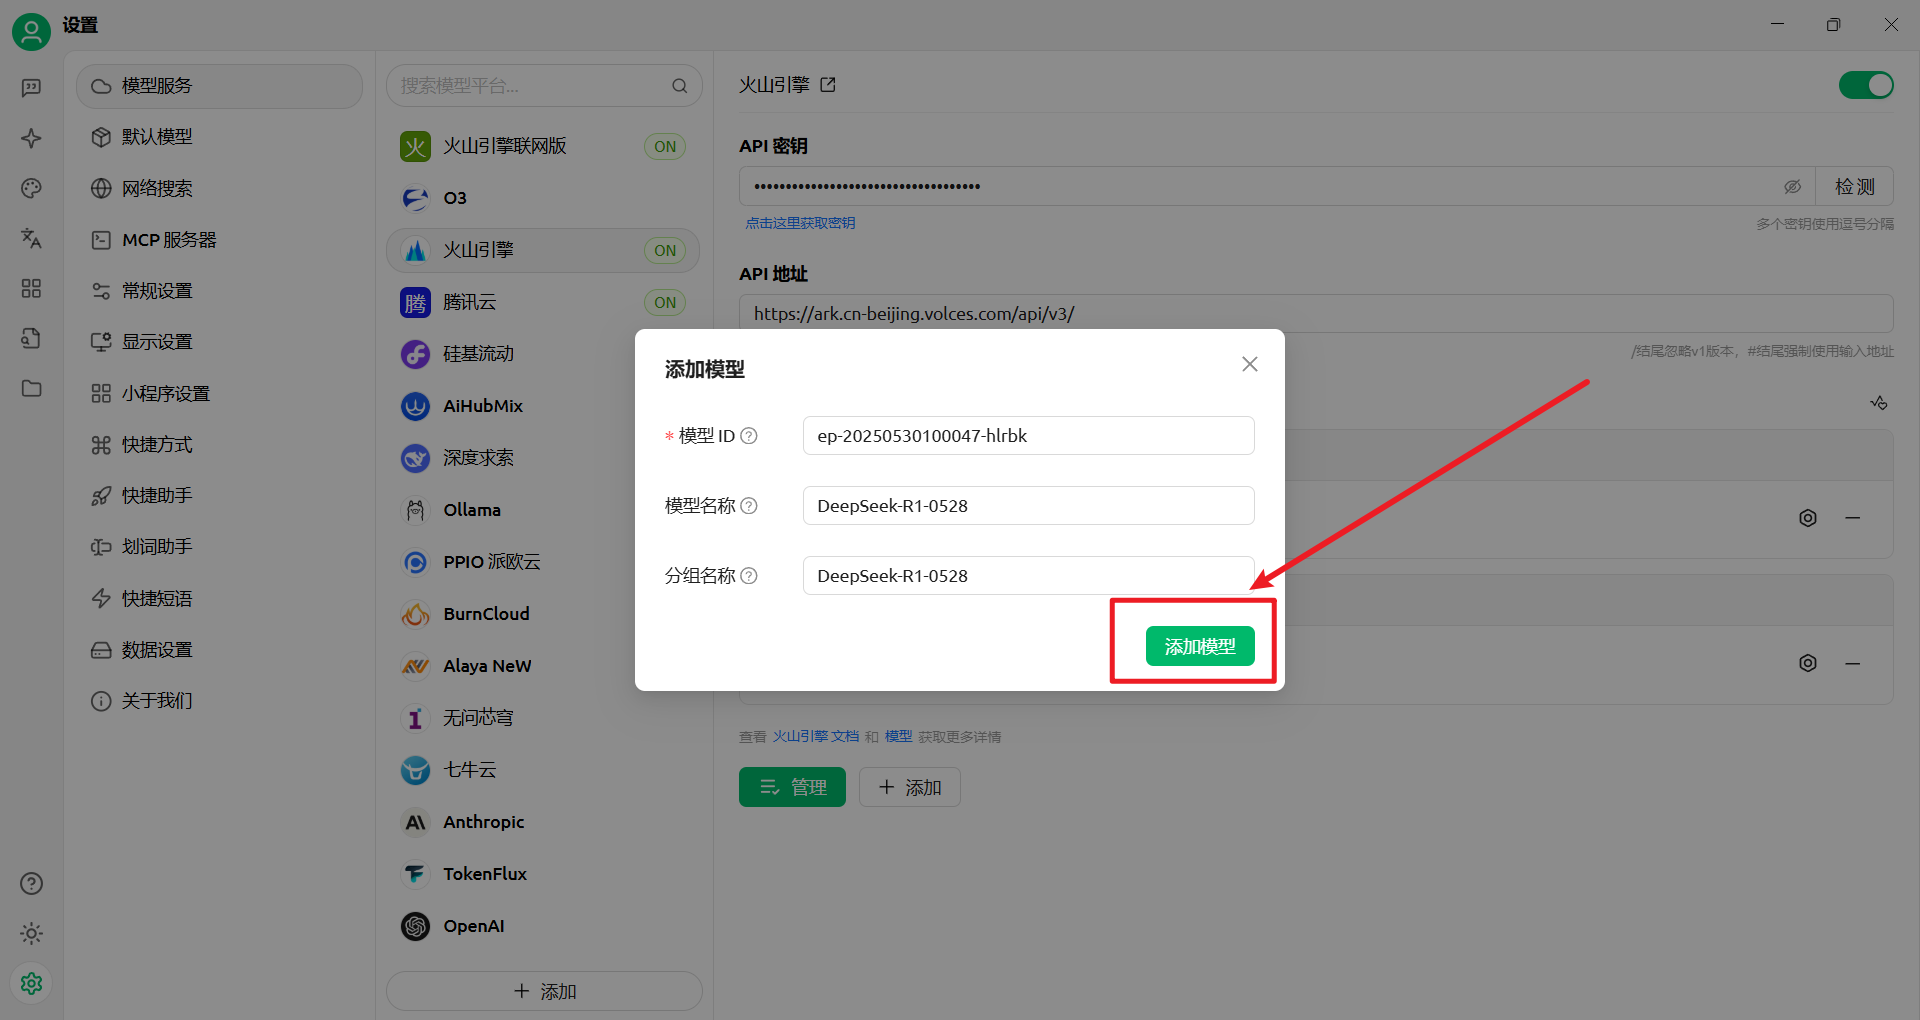 设置
模型服务
默认模型
网络搜索
MCP 服务器
常规设置
显示设置
小程序设置
快捷方式
快捷助手
划词助手
快捷短语
数据设置
关于我们
搜索模型平台...
火 火山引擎联网版 ON
O3
火山引擎 ON
腾 腾讯云 ON
硅基流动
AiHubMix
深度求索
Ollama
PPIO 派欧云
BurnCloud
Alaya NeW
无问芯穹
七牛云
Anthropic
TokenFlux
OpenAI
添加
火山引擎
API 密钥
•••••••••••••••••••••••••••••••••••• 检 测
点击这里获取密钥 多个密钥使用逗号分隔
API 地址
https://ark.cn-beijing.volces.com/api/v3/
/结尾忽略v1版本，#结尾强制使用输入地址
添加模型
* 模型 ID ep-20250530100047-hlrbk
模型名称 DeepSeek-R1-0528
分组名称 DeepSeek-R1-0528
添加模型
查看 火山引擎 文档 和 模型 获取更多详情
管理 添加